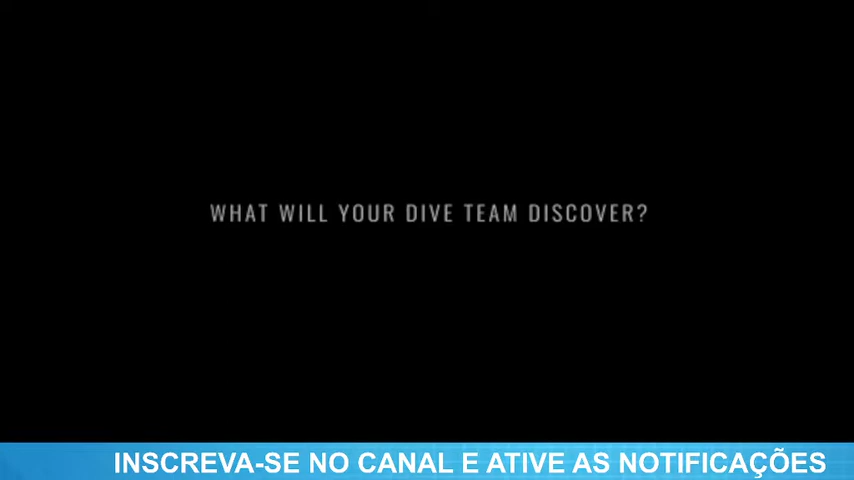 WHAT WILL YOUR DIVE TEAM DISCOVER?
INSCREVA-SE NO CANAL E ATIVE AS NOTIFICAÇÕES